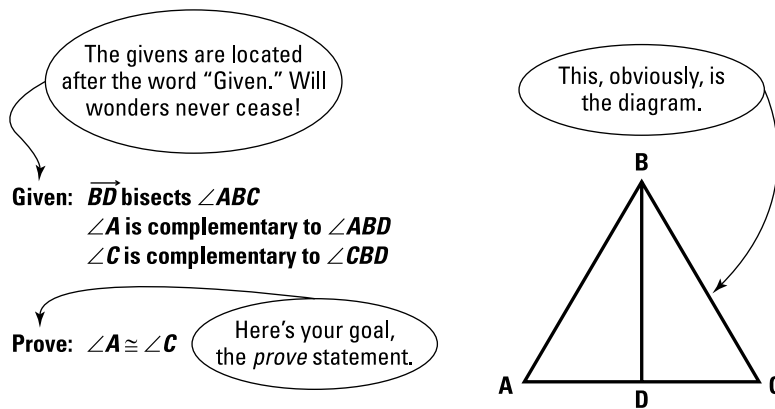 The givens are located
after the word “Given.” Will
wonders never cease!
This, obviously, is
the diagram.
Given: BD bisects ∠ABC
∠A is complementary to ∠ABD
∠C is complementary to ∠CBD
Prove: ∠A ≅ ∠C
Here’s your goal,
the prove statement.
B
A
D
C